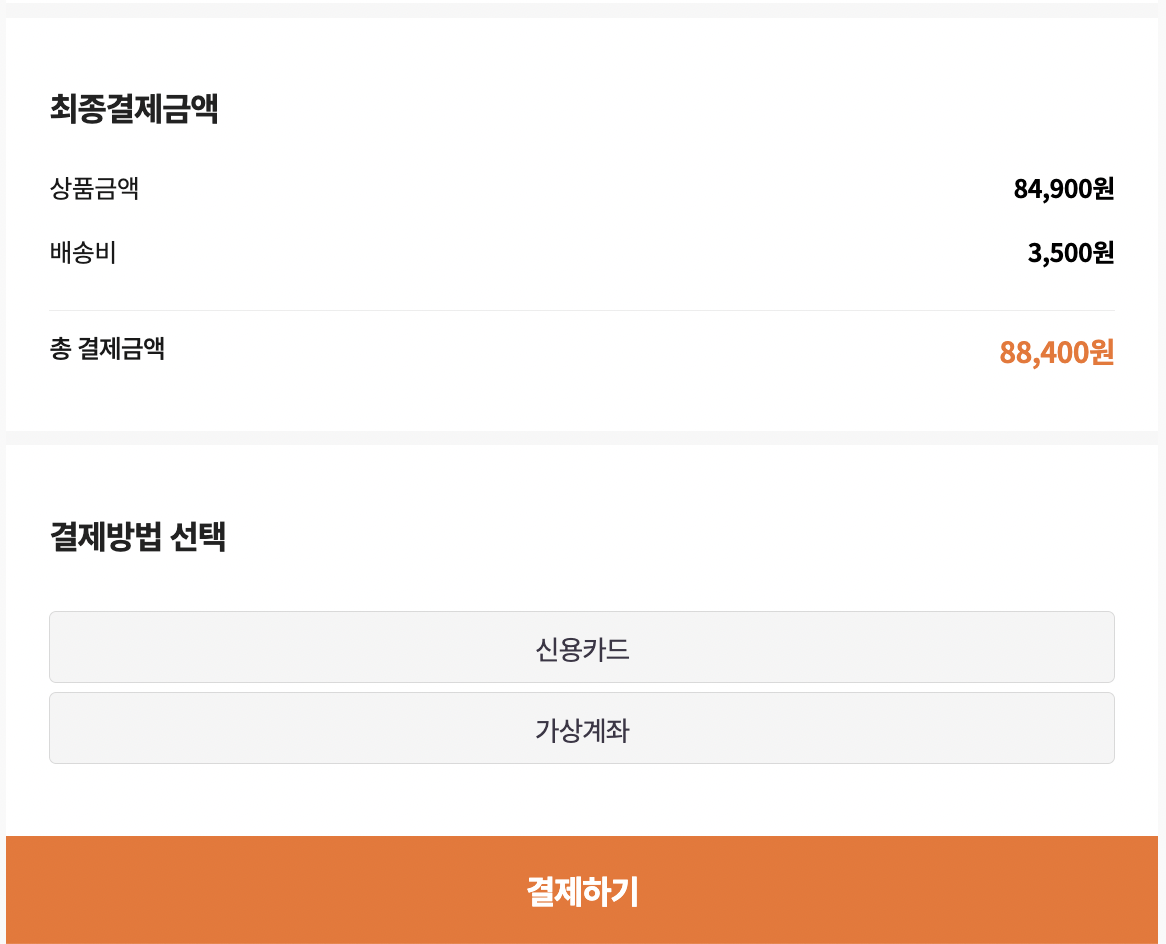 최종결제금액
상품금액 84,900원
배송비 3,500원
총 결제금액 88,400원
결제방법 선택
신용카드
가상계좌
결제하기